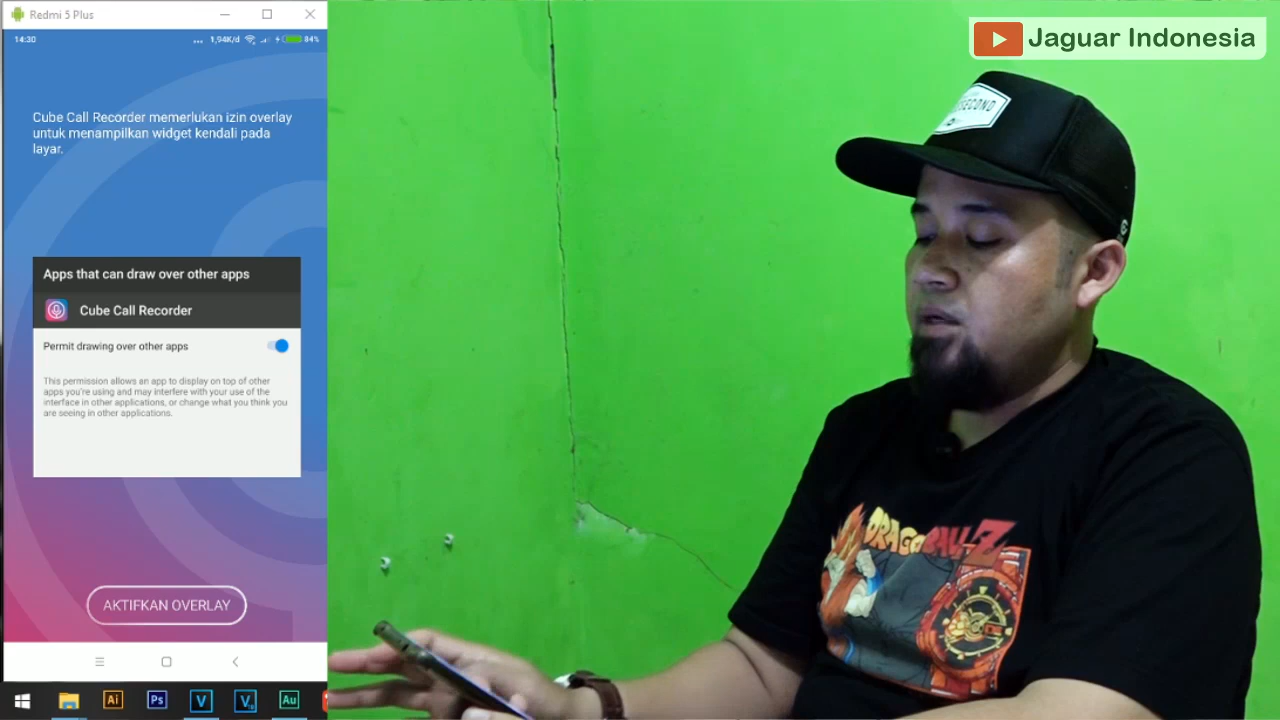 Redmi 5 Plus
14:30
... 1,94K/d 84%
Cube Call Recorder memerlukan izin overlay
untuk menampilkan widget kendali pada
layar.
Apps that can draw over other apps
Cube Call Recorder
Permit drawing over other apps
This permission allows an app to display on top of other
apps you're using and may interfere with your use of the
interface in other applications, or change what you think you
are seeing in other applications.
AKTIFKAN OVERLAY
Ai Ps V V Au
Jaguar Indonesia
DRAGON BALL Z